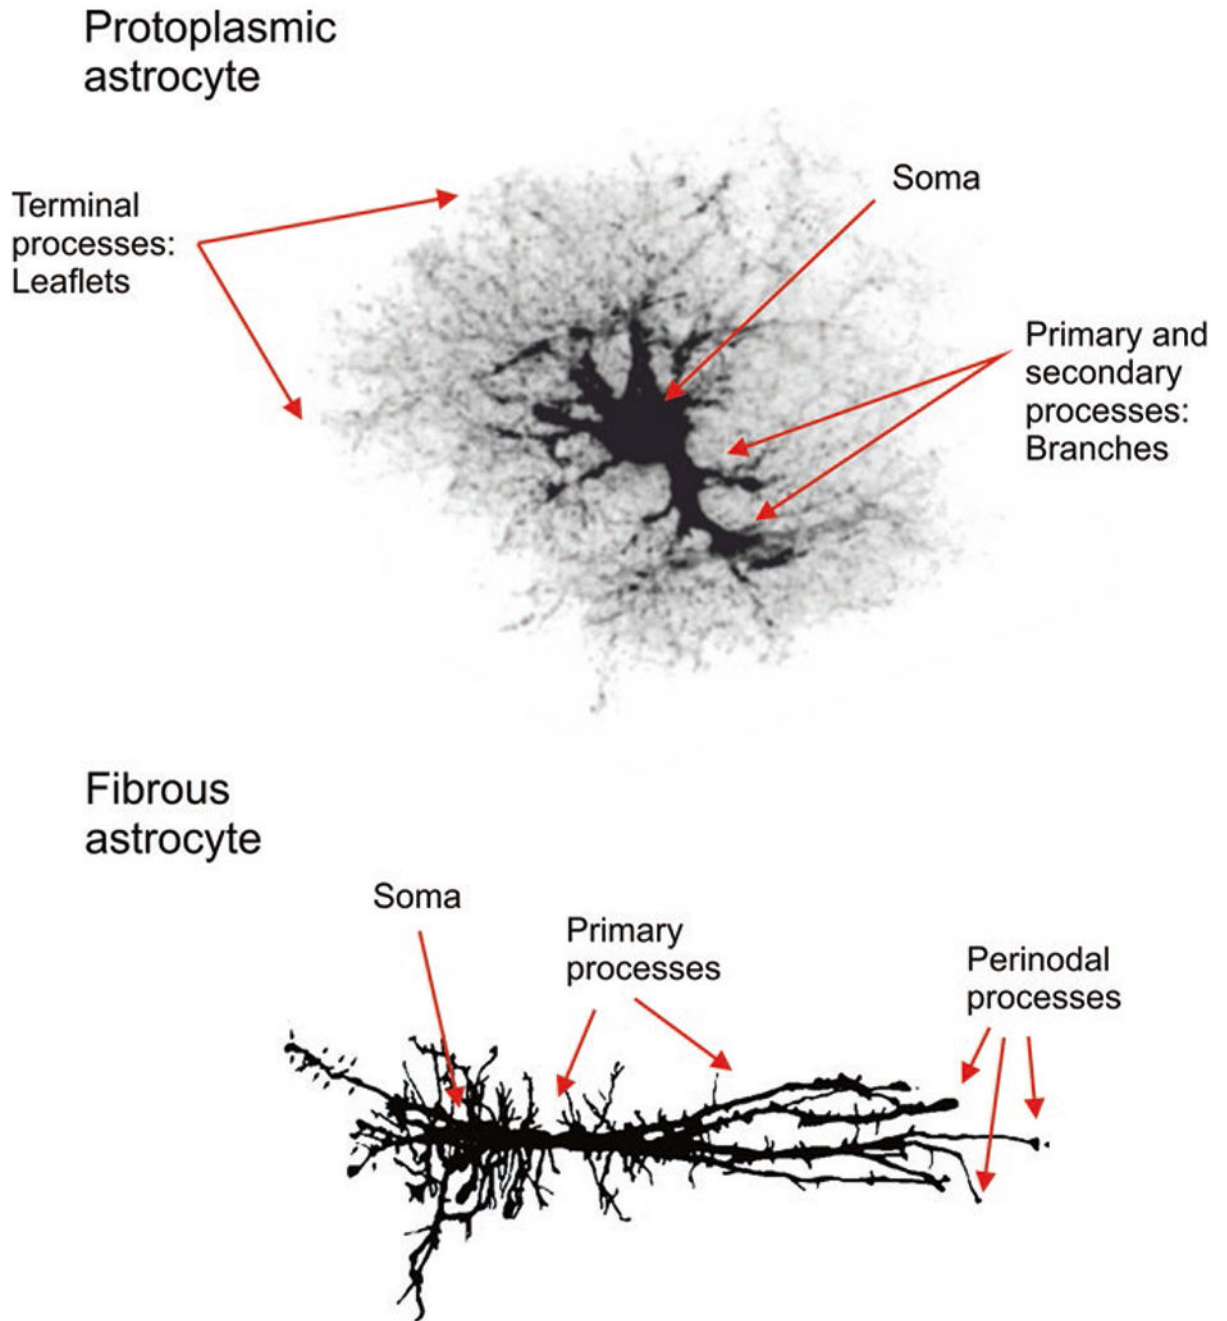 Protoplasmic
astrocyte
Soma
Terminal
processes:
Leaflets
Primary and
secondary
processes:
Branches
Fibrous
astrocyte
Soma
Primary
processes
Perinodal
processes